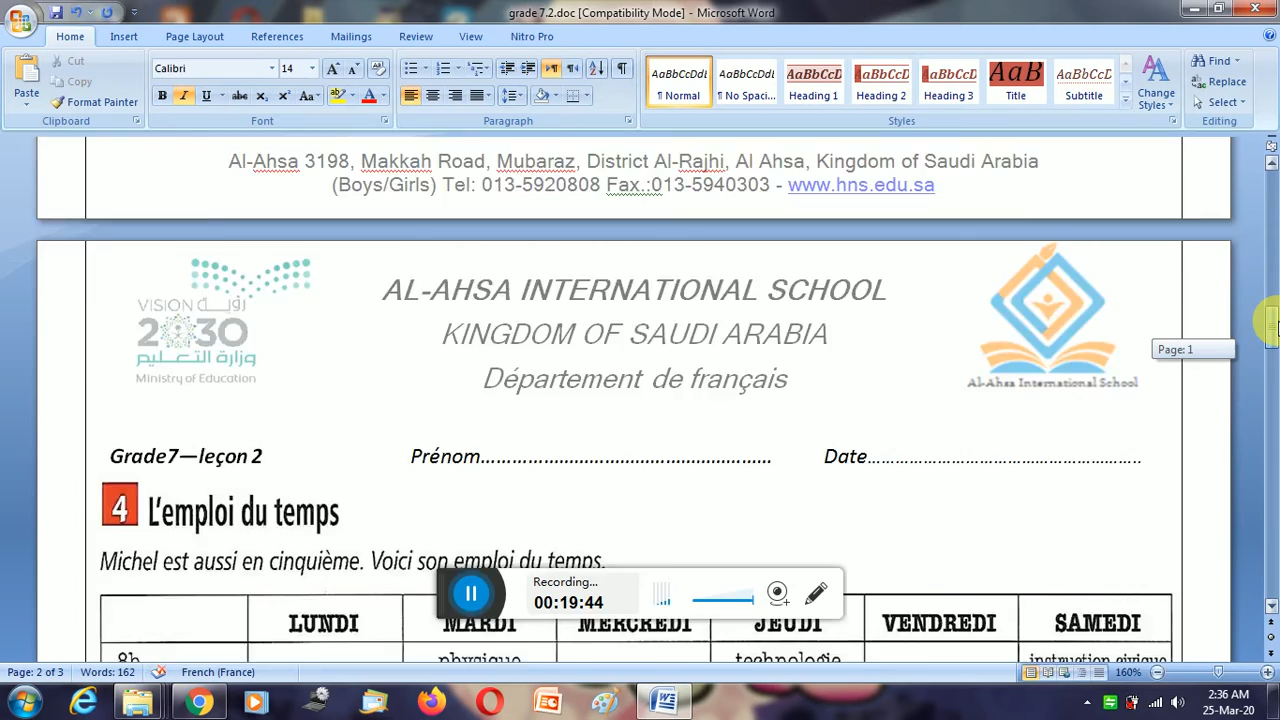 grade 7.2.doc [Compatibility Mode] - Microsoft Word
Home Insert Page Layout References Mailings Review View Nitro Pro
Paste
Cut
Copy
Format Painter
Clipboard
Calibri 14
Font
Paragraph
AaBbCcDdI AaBbCcDdI AaBbCcD AaBbCcD AaBbCcD AaB AaBbCcDd
¶ Normal ¶ No Spaci... Heading 1 Heading 2 Heading 3 Title Subtitle
Change Styles
Styles
Find
Replace
Select
Editing
Al-Ahsa 3198, Makkah Road, Mubaraz, District Al-Rajhi, Al Ahsa, Kingdom of Saudi Arabia
(Boys/Girls) Tel: 013-5920808 Fax.:013-5940303 - www.hns.edu.sa
VISION رؤية
2030
وزارة التعليم
Ministry of Education
AL-AHSA INTERNATIONAL SCHOOL
KINGDOM OF SAUDI ARABIA
Département de français
Al-Ahsa International School
Page: 1
Grade7—leçon 2 Prénom…………………………………………… Date……………………………………………..
4 L'emploi du temps
Michel est aussi en cinquième. Voici son emploi du temps.
Recording...
00:19:44
LUNDI MARDI MERCREDI JEUDI VENDREDI SAMEDI
8h physique technologie instruction civique
Page: 2 of 3 Words: 162 French (France) 160%
2:36 AM
25-Mar-20